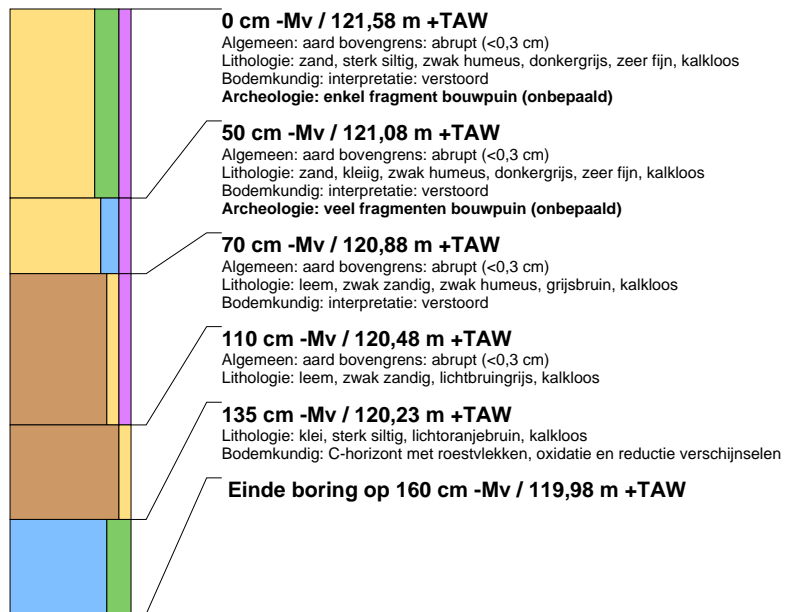 0 cm -Mv / 121,58 m +TAW
Algemeen: aard bovengrens: abrupt (<0,3 cm)
Lithologie: zand, sterk siltig, zwak humeus, donkergrijs, zeer fijn, kalkloos
Bodemkundig: interpretatie: verstoord
Archeologie: enkel fragment bouwpuin (onbepaald)
50 cm -Mv / 121,08 m +TAW
Algemeen: aard bovengrens: abrupt (<0,3 cm)
Lithologie: zand, kleiig, zwak humeus, donkergrijs, zeer fijn, kalkloos
Bodemkundig: interpretatie: verstoord
Archeologie: veel fragmenten bouwpuin (onbepaald)
70 cm -Mv / 120,88 m +TAW
Algemeen: aard bovengrens: abrupt (<0,3 cm)
Lithologie: leem, zwak zandig, zwak humeus, grijsbruin, kalkloos
Bodemkundig: interpretatie: verstoord
110 cm -Mv / 120,48 m +TAW
Algemeen: aard bovengrens: abrupt (<0,3 cm)
Lithologie: leem, zwak zandig, lichtbruingrijs, kalkloos
135 cm -Mv / 120,23 m +TAW
Lithologie: klei, sterk siltig, lichtoranjebruin, kalkloos
Bodemkundig: C-horizont met roestvlekken, oxidatie en reductie verschijnselen
Einde boring op 160 cm -Mv / 119,98 m +TAW